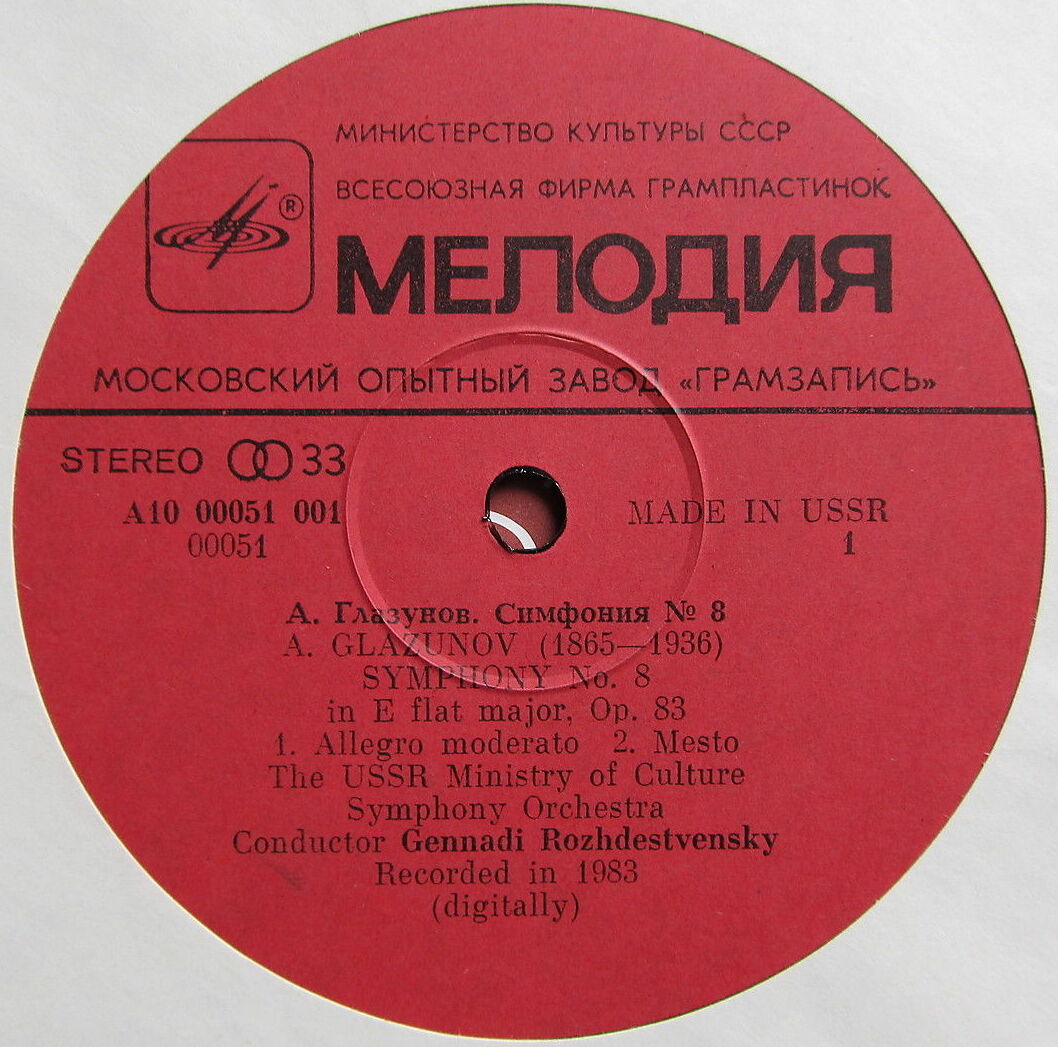 МИНИСТЕРСТВО КУЛЬТУРЫ СССР
ВСЕСОЮЗНАЯ ФИРМА ГРАМПЛАСТИНОК
®
МЕЛОДИЯ
МОСКОВСКИЙ ОПЫТНЫЙ ЗАВОД «ГРАМЗАПИСЬ»
STEREO 33
А10 00051 001 MADE IN USSR
00051 1
А. Глазунов. Симфония № 8
A. GLAZUNOV (1865—1936)
SYMPHONY No. 8
in E flat major, Op. 83
1. Allegro moderato 2. Mesto
The USSR Ministry of Culture
Symphony Orchestra
Conductor Gennadi Rozhdestvensky
Recorded in 1983
(digitally)